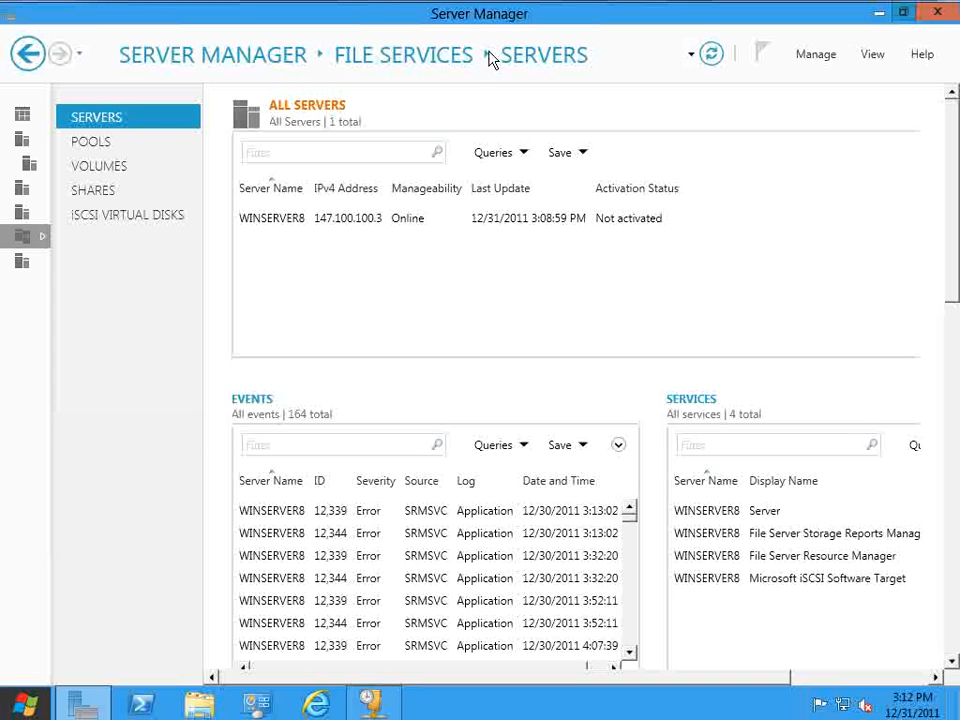 Server Manager
SERVER MANAGER FILE SERVICES SERVERS
Manage View Help
SERVERS
POOLS
VOLUMES
SHARES
iSCSI VIRTUAL DISKS
ALL SERVERS
All Servers | 1 total
Filter Queries Save
Server Name IPv4 Address Manageability Last Update Activation Status
WINSERVER8 147.100.100.3 Online 12/31/2011 3:08:59 PM Not activated
EVENTS
All events | 164 total
Filter Queries Save
Server Name ID Severity Source Log Date and Time
WINSERVER8 12,339 Error SRMSVC Application 12/30/2011 3:13:02
WINSERVER8 12,344 Error SRMSVC Application 12/30/2011 3:13:02
WINSERVER8 12,339 Error SRMSVC Application 12/30/2011 3:32:20
WINSERVER8 12,344 Error SRMSVC Application 12/30/2011 3:32:20
WINSERVER8 12,339 Error SRMSVC Application 12/30/2011 3:52:11
WINSERVER8 12,344 Error SRMSVC Application 12/30/2011 3:52:11
WINSERVER8 12,339 Error SRMSVC Application 12/30/2011 4:07:39
SERVICES
All services | 4 total
Filter Qu
Server Name Display Name
WINSERVER8 Server
WINSERVER8 File Server Storage Reports Manag
WINSERVER8 File Server Resource Manager
WINSERVER8 Microsoft iSCSI Software Target
3:12 PM
12/31/2011